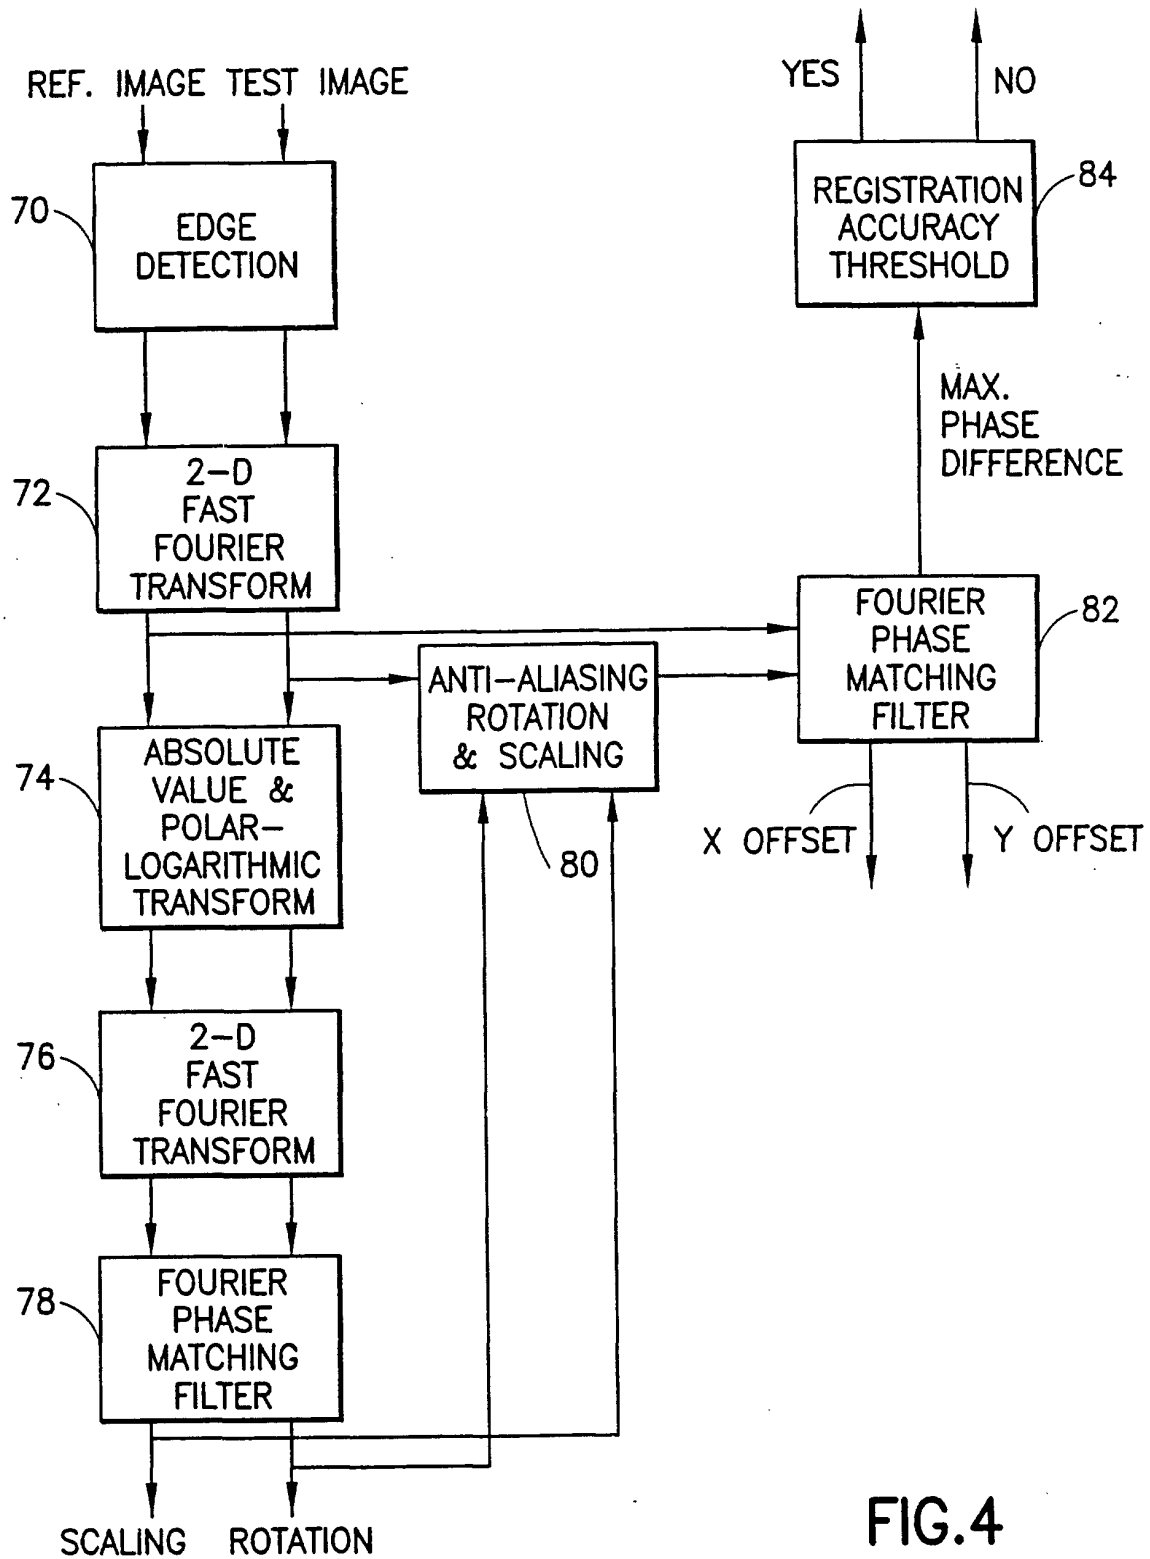 REF. IMAGE TEST IMAGE
70
EDGE
DETECTION
72
2-D
FAST
FOURIER
TRANSFORM
74
ABSOLUTE
VALUE &
POLAR-
LOGARITHMIC
TRANSFORM
76
2-D
FAST
FOURIER
TRANSFORM
78
FOURIER
PHASE
MATCHING
FILTER
SCALING
ROTATION
ANTI-ALIASING
ROTATION
& SCALING
80
YES
NO
REGISTRATION
ACCURACY
THRESHOLD
84
MAX.
PHASE
DIFFERENCE
FOURIER
PHASE
MATCHING
FILTER
82
X OFFSET
Y OFFSET
FIG.4